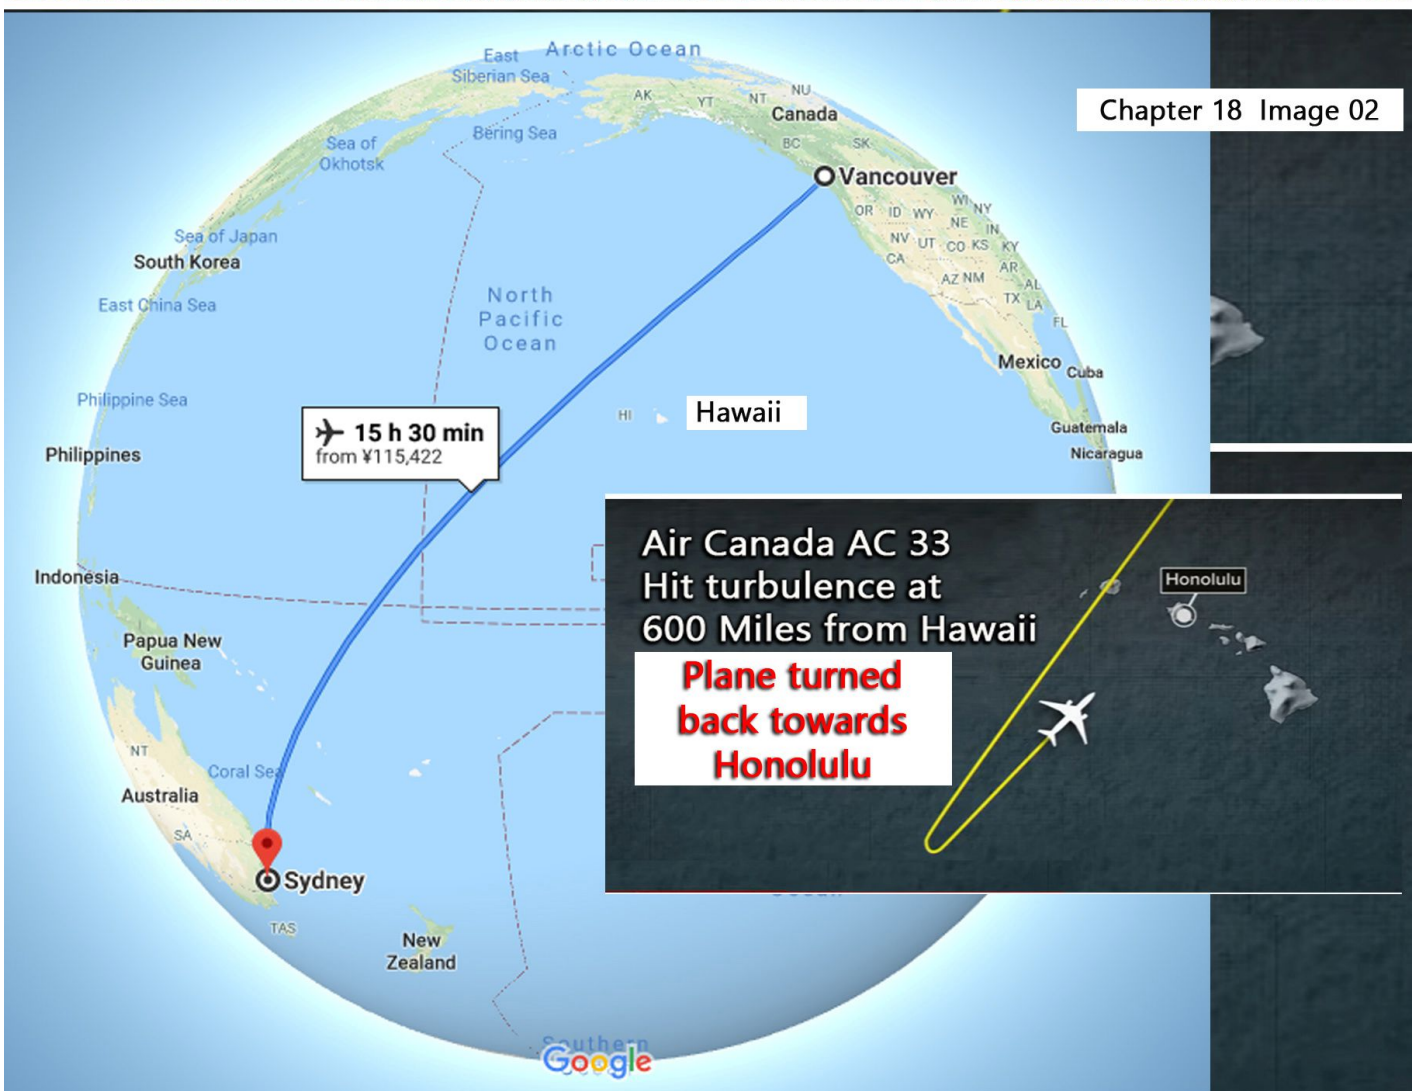 Arctic Ocean
East
Siberian Sea
AK
YT
NT
NU
Canada
Chapter 18 Image 02
Bering Sea
Sea of
Okhotsk
BC
SK
Vancouver
OR
ID
WY
WI
NY
NE
IN
NV
UT
CO
KS
KY
CA
AZ
NM
AR
AL
TX
LA
FL
Sea of Japan
South Korea
East China Sea
North
Pacific
Ocean
Mexico
Cuba
Philippine Sea
HI
Hawaii
Guatemala
Nicaragua
Philippines
15 h 30 min
from ¥115,422
Indonesia
Papua New
Guinea
Air Canada AC 33
Hit turbulence at
600 Miles from Hawaii
Plane turned
back towards
Honolulu
Honolulu
NT
Coral Sea
Australia
SA
Sydney
TAS
New
Zealand
Southern
Google